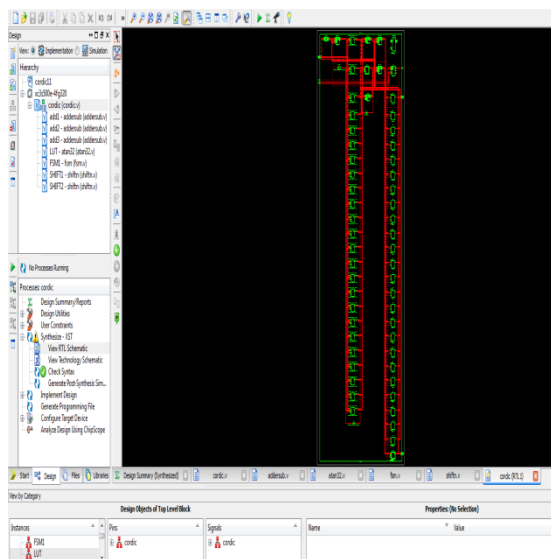 Design
View: Implementation Simulation
Hierarchy
cordic11
xc3s500e-4fg320
cordic (cordic.v)
add1 - addersub (addersub.v)
add2 - addersub (addersub.v)
add3 - addersub (addersub.v)
LUT - atan32 (atan32.v)
FSM1 - fsm (fsm.v)
SHIFT1 - shiftn (shiftn.v)
SHIFT2 - shiftn (shiftn.v)
No Processes Running
Processes: cordic
Design Summary/Reports
Design Utilities
User Constraints
Synthesize - XST
View RTL Schematic
View Technology Schematic
Check Syntax
Generate Post-Synthesis Sim...
Implement Design
Generate Programming File
Configure Target Device
Analyze Design Using ChipScope
Start Design Files Libraries Design Summary (Synthesized) cordic.v addersub.v atan32.v fsm.v shiftn.v cordic (RTL1)
View by Category
Design Objects of Top Level Block Properties: (No Selection)
Instances Pins Signals Name Value
FSM1 cordic cordic
LUT